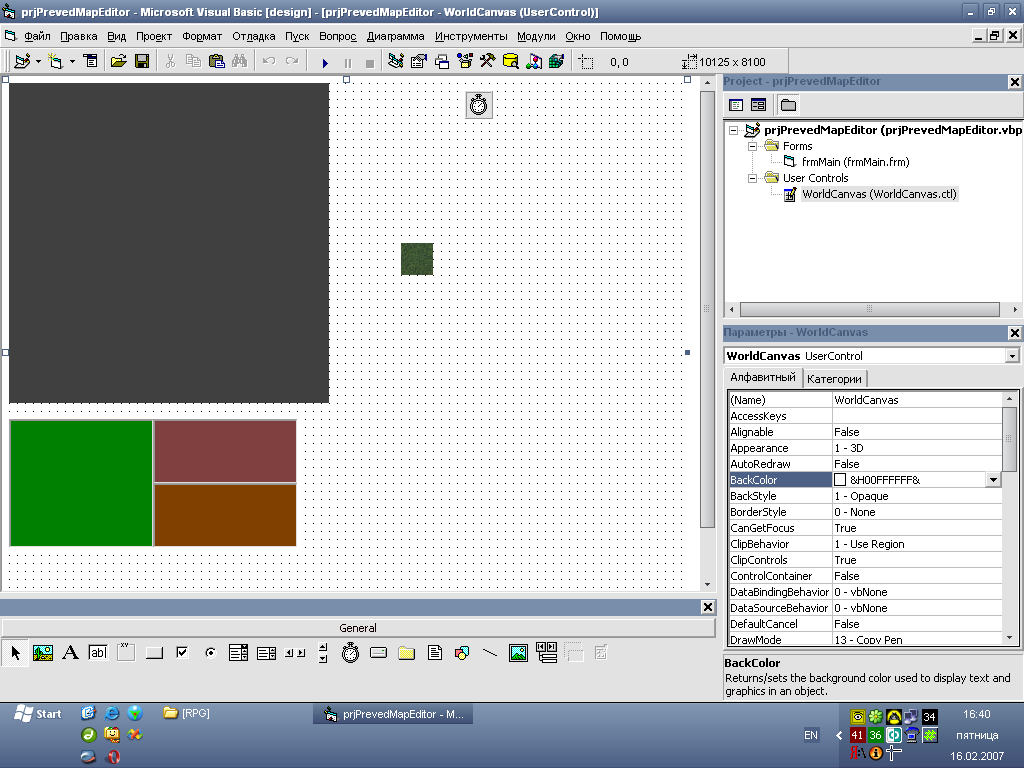 prjPrevedMapEditor - Microsoft Visual Basic [design] - [prjPrevedMapEditor - WorldCanvas (UserControl)]
Файл Правка Вид Проект Формат Отладка Пуск Вопрос Диаграмма Инструменты Модули Окно Помощь
0, 0 10125 x 8100
Project - prjPrevedMapEditor
prjPrevedMapEditor (prjPrevedMapEditor.vbp
Forms
frmMain (frmMain.frm)
User Controls
WorldCanvas (WorldCanvas.ctl)
Параметры - WorldCanvas
WorldCanvas UserControl
Алфавитный Категории
(Name) WorldCanvas
AccessKeys
Alignable False
Appearance 1 - 3D
AutoRedraw False
BackColor &H00FFFFFF&
BackStyle 1 - Opaque
BorderStyle 0 - None
CanGetFocus True
ClipBehavior 1 - Use Region
ClipControls True
ControlContainer False
DataBindingBehavior 0 - vbNone
DataSourceBehavior 0 - vbNone
DefaultCancel False
DrawMode 13 - Copy Pen
BackColor
Returns/sets the background color used to display text and
graphics in an object.
General
A ab| xv
Start [RPG] prjPrevedMapEditor - M...
EN
34
41 36
16:40
пятница
16.02.2007